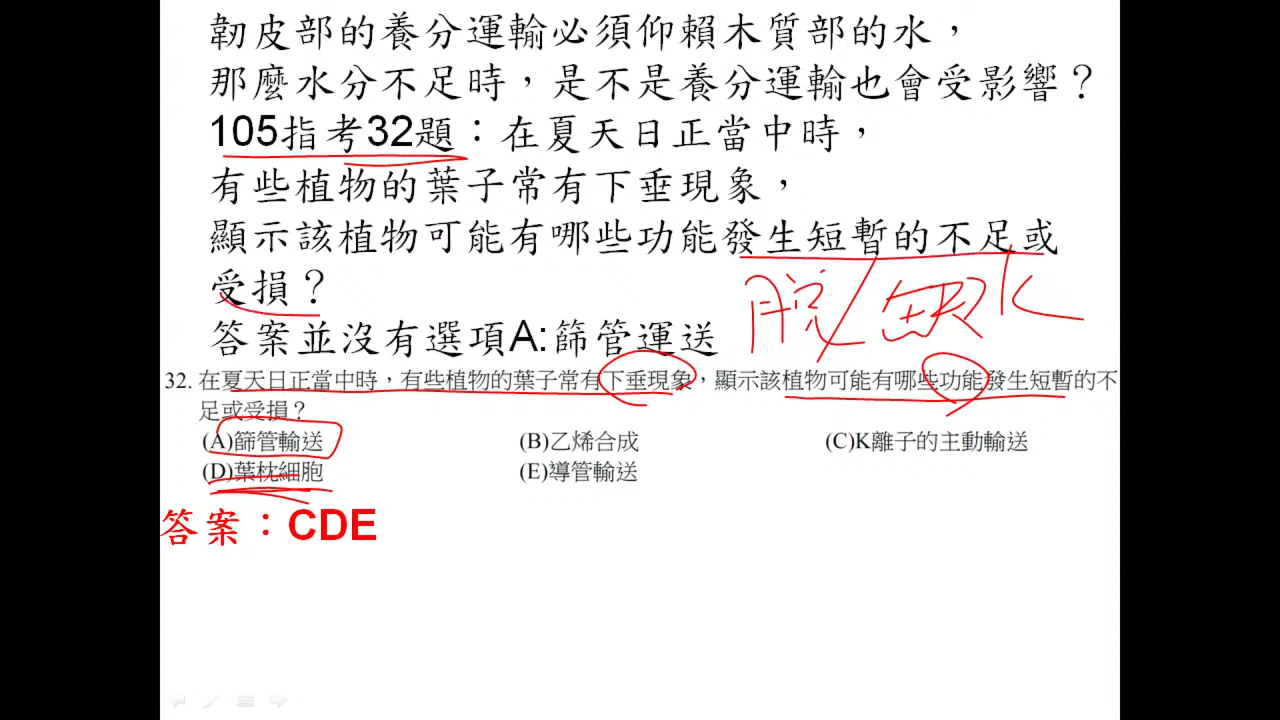 韌皮部的養分運輸必須仰賴木質部的水，
那麼水分不足時，是不是養分運輸也會受影響？
105指考32題：在夏天日正當中時，
有些植物的葉子常有下垂現象，
顯示該植物可能有哪些功能發生短暫的不足或
受損？
脫/缺水
答案並沒有選項A:篩管運送
32. 在夏天日正當中時，有些植物的葉子常有下垂現象，顯示該植物可能有哪些功能發生短暫的不
足或受損？
(A)篩管輸送 (B)乙烯合成 (C)K離子的主動輸送
(D)葉枕細胞 (E)導管輸送
答案：CDE